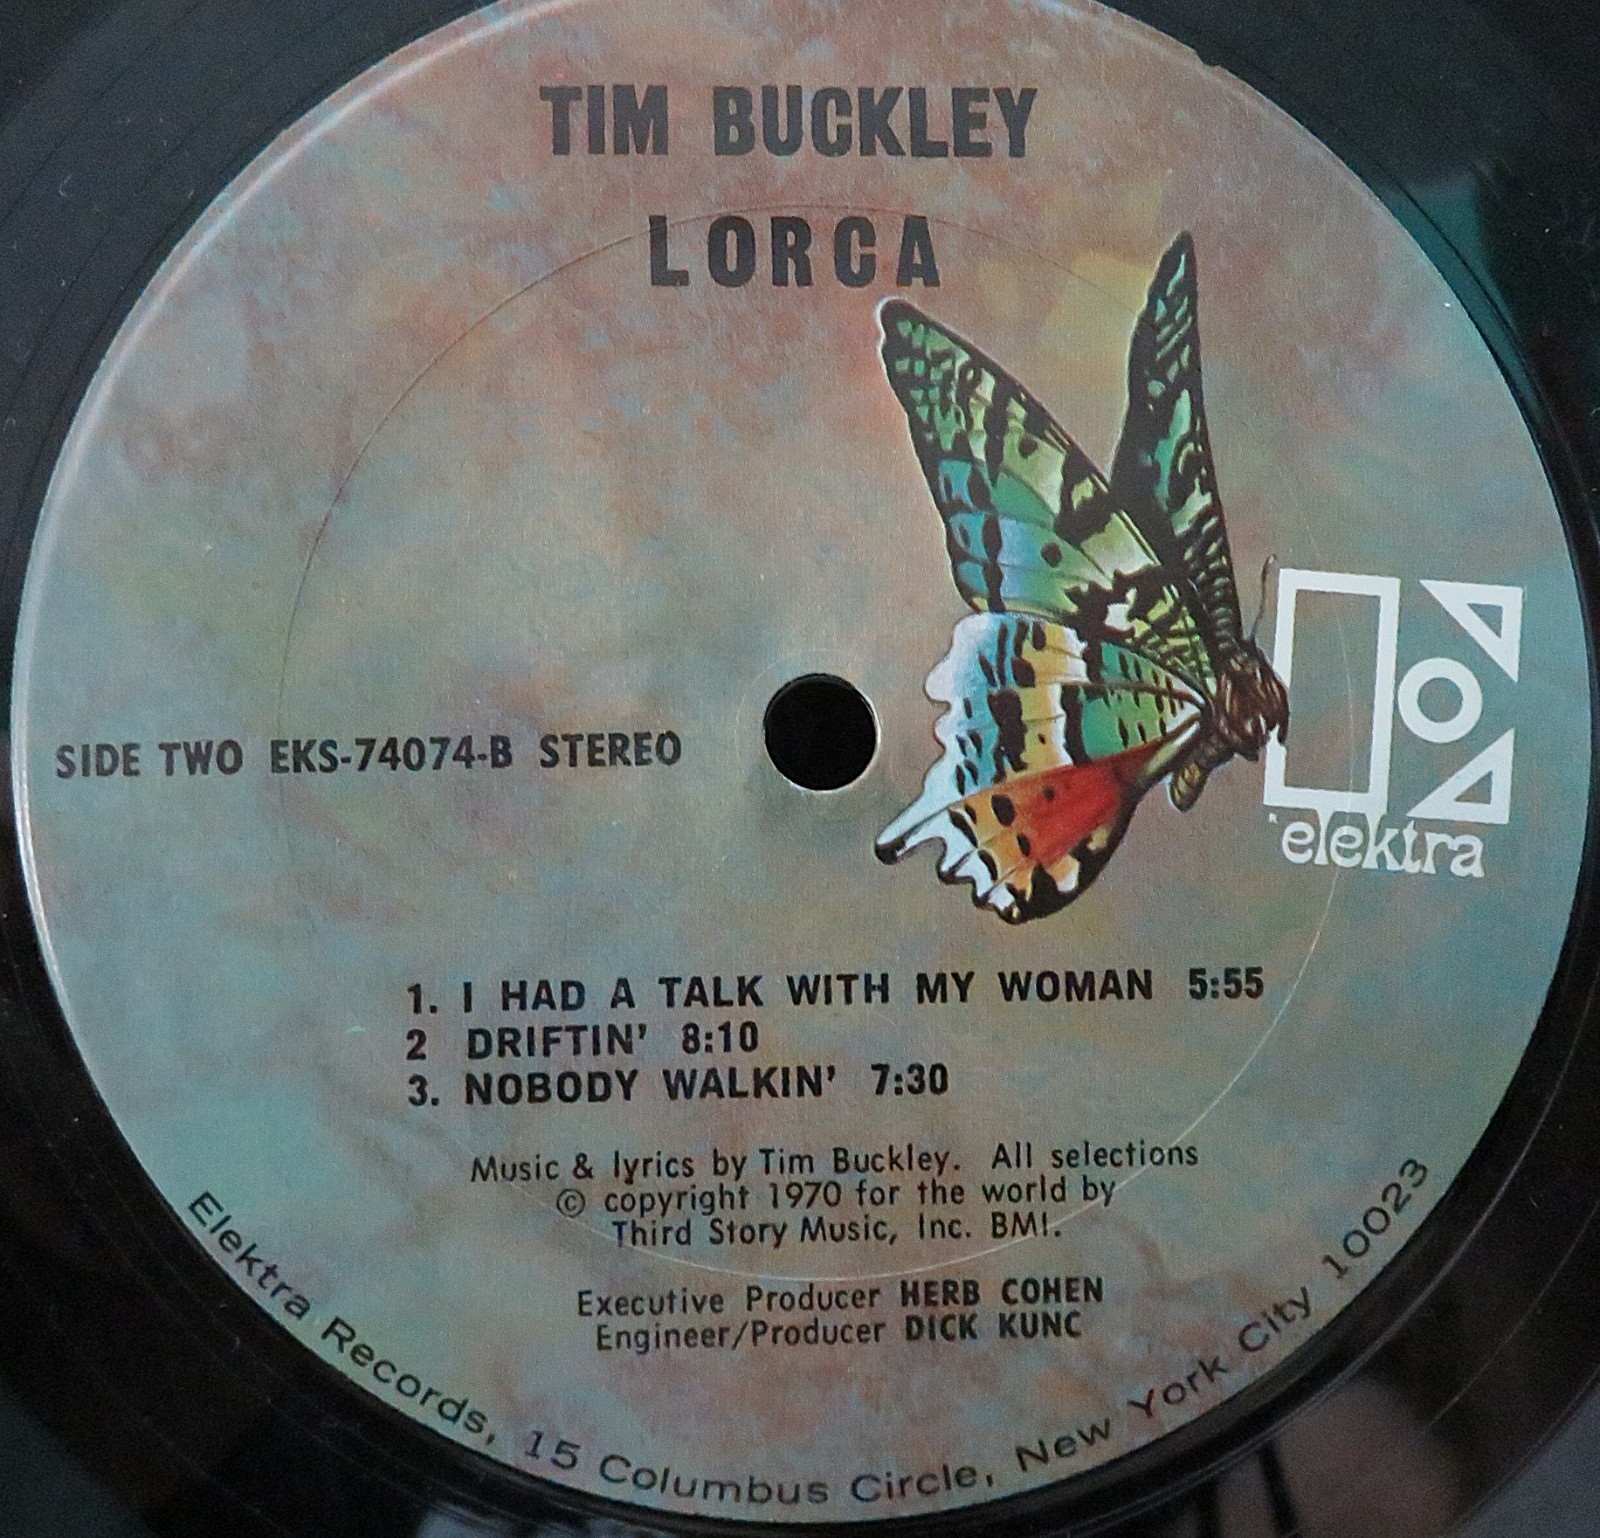 TIM BUCKLEY
LORCA
SIDE TWO EKS-74074-B STEREO
elektra
1. I HAD A TALK WITH MY WOMAN 5:55
2 DRIFTIN' 8:10
3. NOBODY WALKIN' 7:30
Music & lyrics by Tim Buckley. All selections
© copyright 1970 for the world by
Third Story Music, Inc. BMI.
Executive Producer HERB COHEN
Engineer/Producer DICK KUNC
Elektra Records, 15 Columbus Circle, New York City 10023